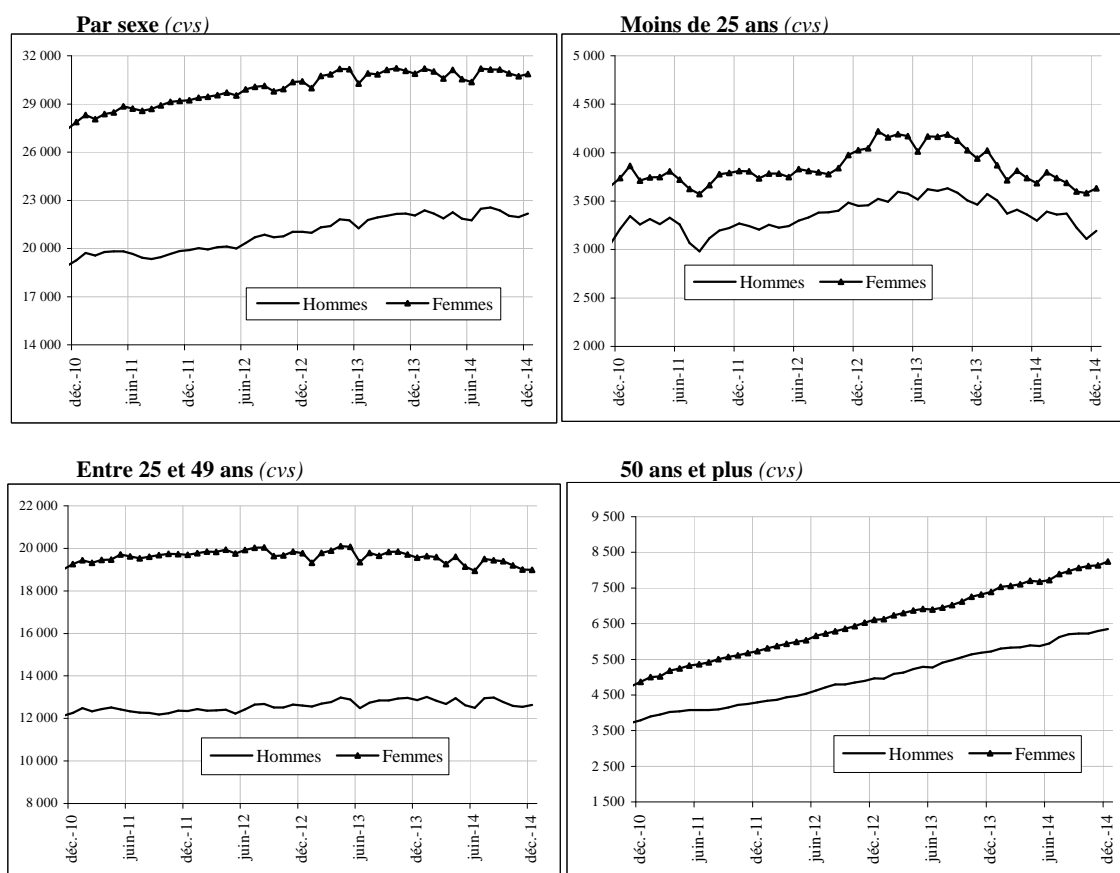 Par sexe (cvs)
32 000
29 000
26 000
23 000
20 000
17 000
14 000
Hommes
Femmes
déc.-10
juin-11
déc.-11
juin-12
déc.-12
juin-13
déc.-13
juin-14
déc.-14
Moins de 25 ans (cvs)
5 000
4 500
4 000
3 500
3 000
2 500
2 000
Hommes
Femmes
déc.-10
juin-11
déc.-11
juin-12
déc.-12
juin-13
déc.-13
juin-14
déc.-14
Entre 25 et 49 ans (cvs)
22 000
20 000
18 000
16 000
14 000
12 000
10 000
8 000
Hommes
Femmes
déc.-10
juin-11
déc.-11
juin-12
déc.-12
juin-13
déc.-13
juin-14
déc.-14
50 ans et plus (cvs)
9 500
8 500
7 500
6 500
5 500
4 500
3 500
2 500
1 500
Hommes
Femmes
déc.-10
juin-11
déc.-11
juin-12
déc.-12
juin-13
déc.-13
juin-14
déc.-14